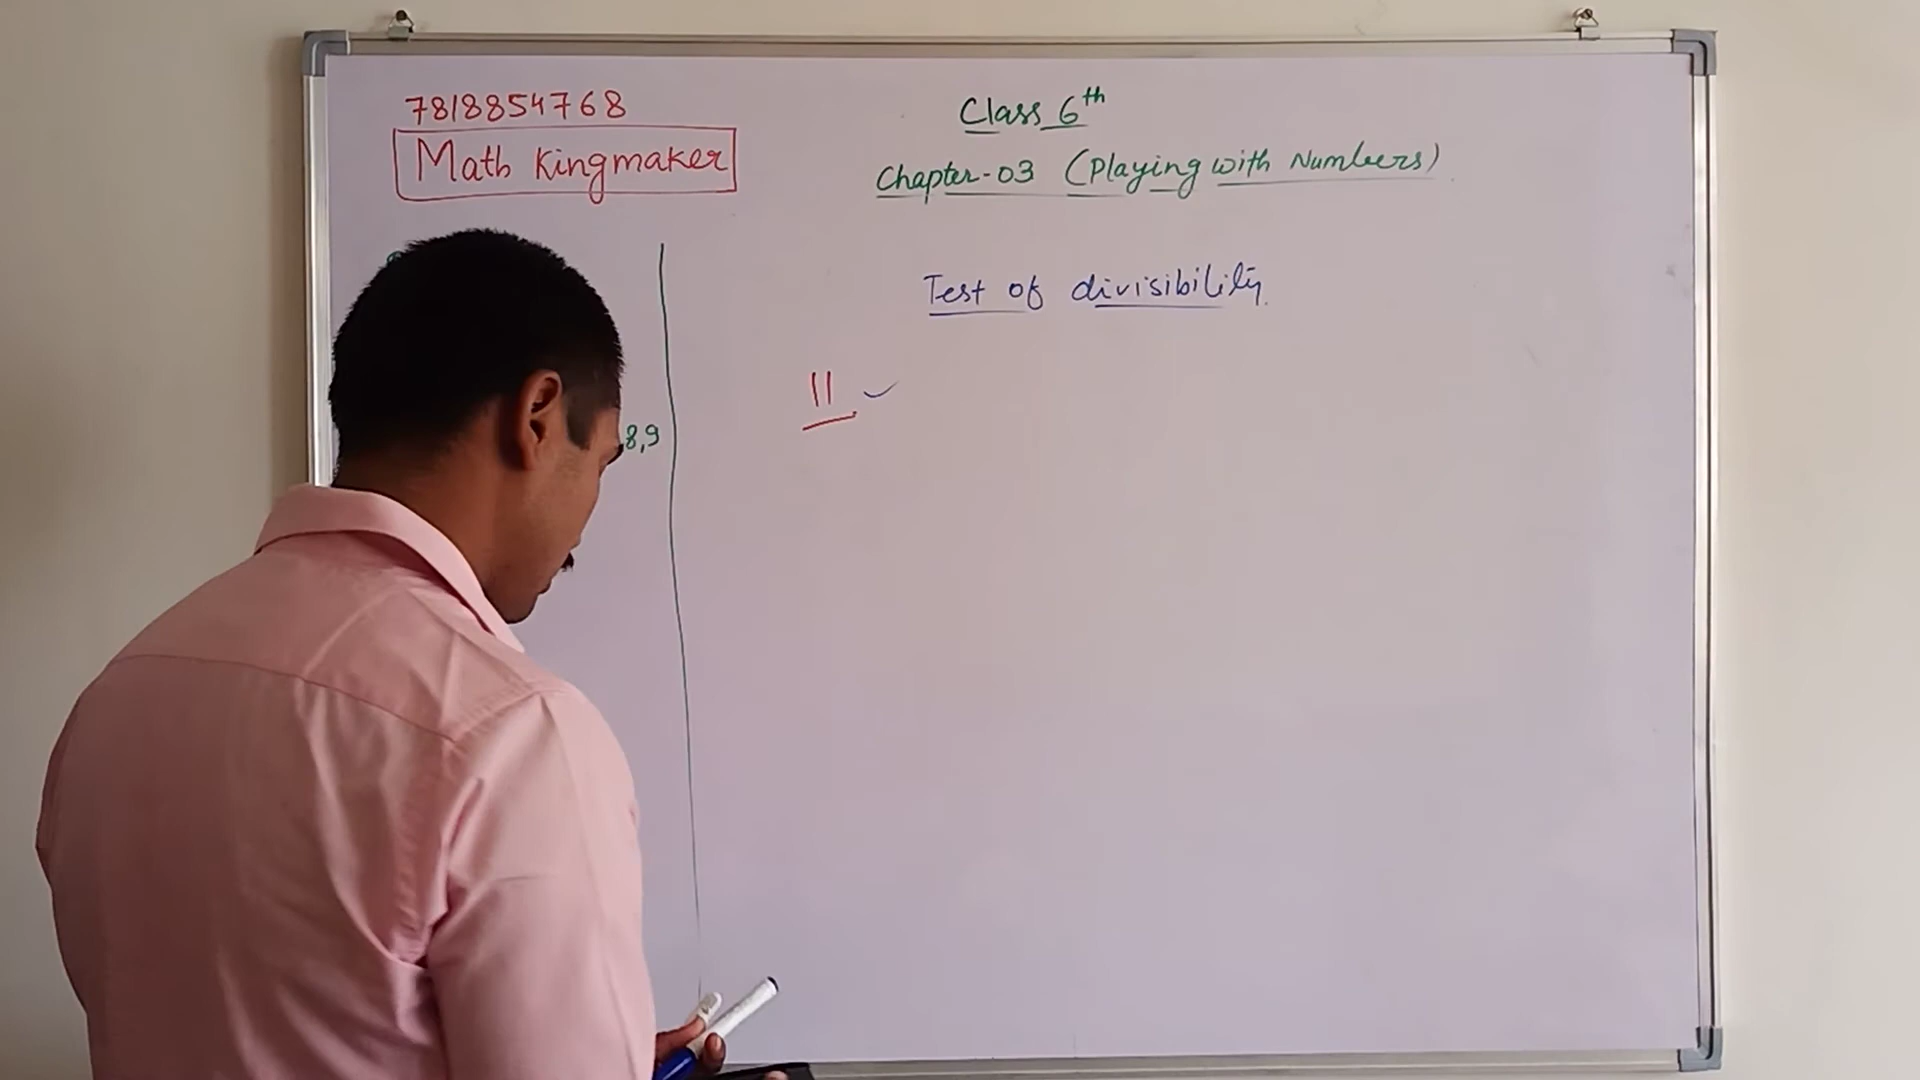 7818854768
Math Kingmaker
Class 6th
Chapter-03 (Playing with Numbers)
Test of divisibility
11
8,9